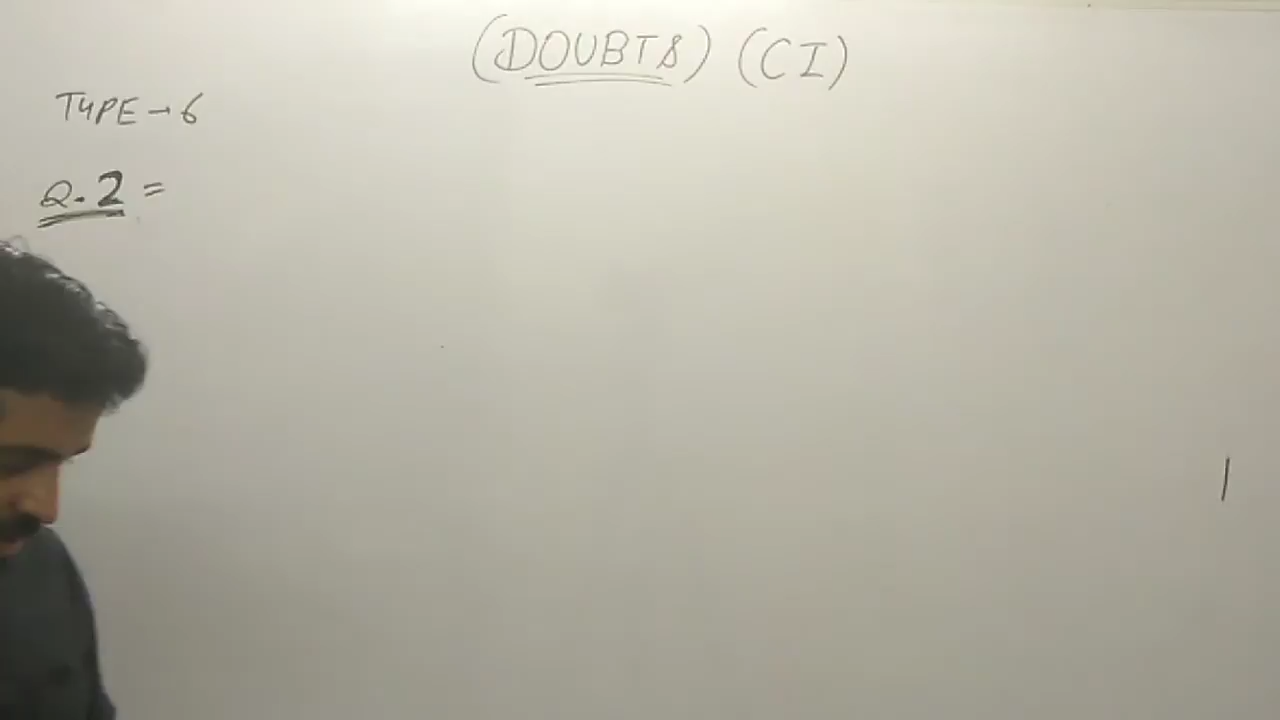 (DOUBTS) (CI)
TYPE → 6
Q.2 =
|